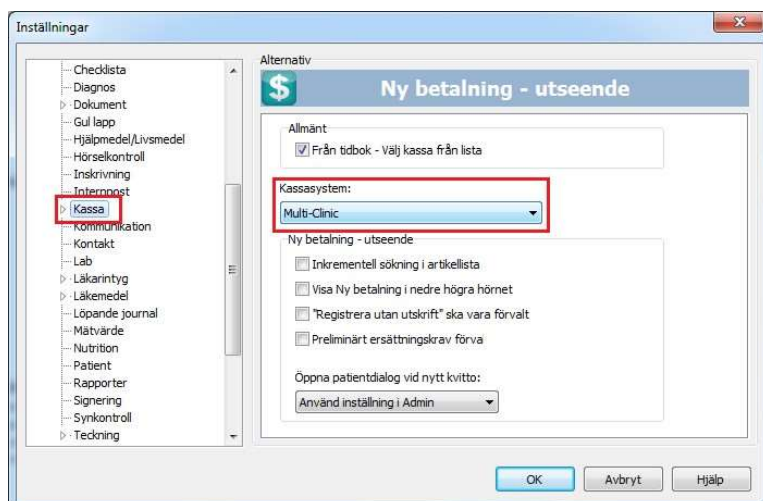 Inställningar
Checklista
Diagnos
Dokument
Gul lapp
Hjälpmedel/Livsmedel
Hörselkontroll
Inskrivning
Internpost
Kassa
Kommunikation
Kontakt
Lab
Läkarintyg
Läkemedel
Löpande journal
Mätvärde
Nutrition
Patient
Rapporter
Signering
Synkontroll
Teckning
Alternativ
$ Ny betalning - utseende
Allmänt
Från tidbok - Välj kassa från lista
Kassasystem:
Multi-Clinic
Ny betalning - utseende
Inkrementell sökning i artikellista
Visa Ny betalning i nedre högra hörnet
"Registrera utan utskrift" ska vara förvalt
Preliminärt ersättningskrav förva
Öppna patientdialog vid nytt kvitto:
Använd inställning i Admin
OK Avbryt Hjälp